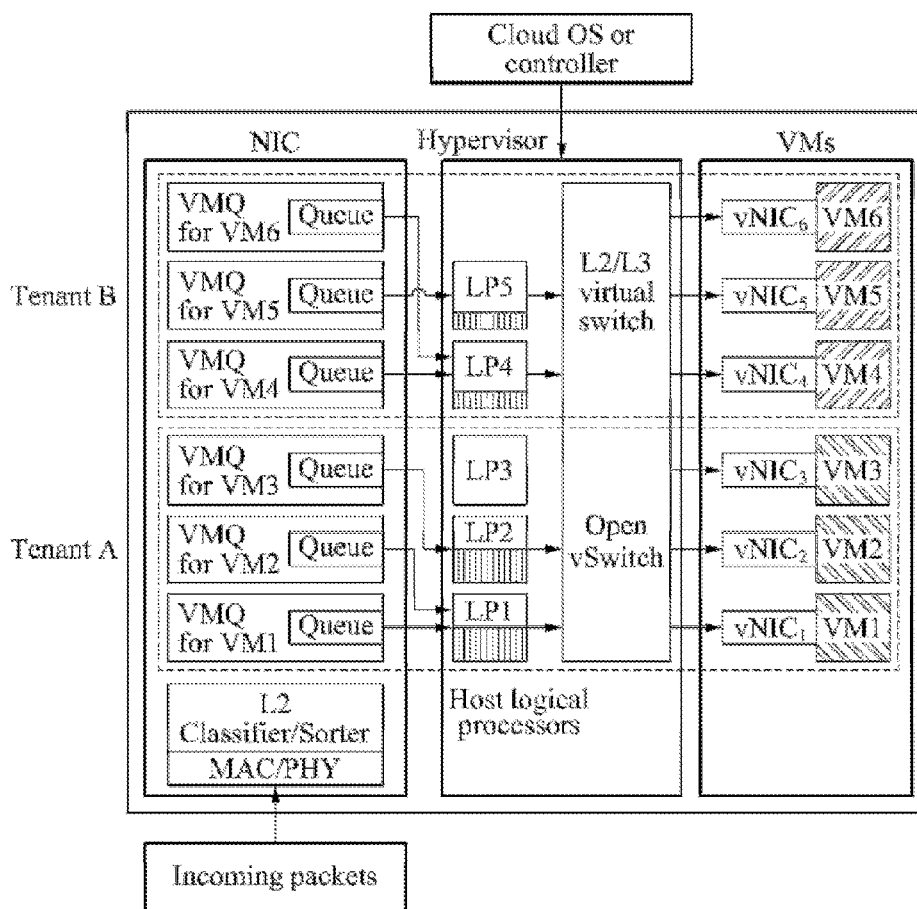 Cloud OS or
controller
NIC
Hypervisor
VMs
Tenant B
VMQ
for VM6
Queue
vNIC6
VM6
VMQ
for VM5
Queue
LP5
L2/L3
virtual
switch
vNIC5
VM5
VMQ
for VM4
Queue
LP4
vNIC4
VM4
Tenant A
VMQ
for VM3
Queue
LP3
vNIC3
VM3
VMQ
for VM2
Queue
LP2
Open
vSwitch
vNIC2
VM2
VMQ
for VM1
Queue
LP1
vNIC1
VM1
L2
Classifier/Sorter
MAC/PHY
Host logical
processors
Incoming packets